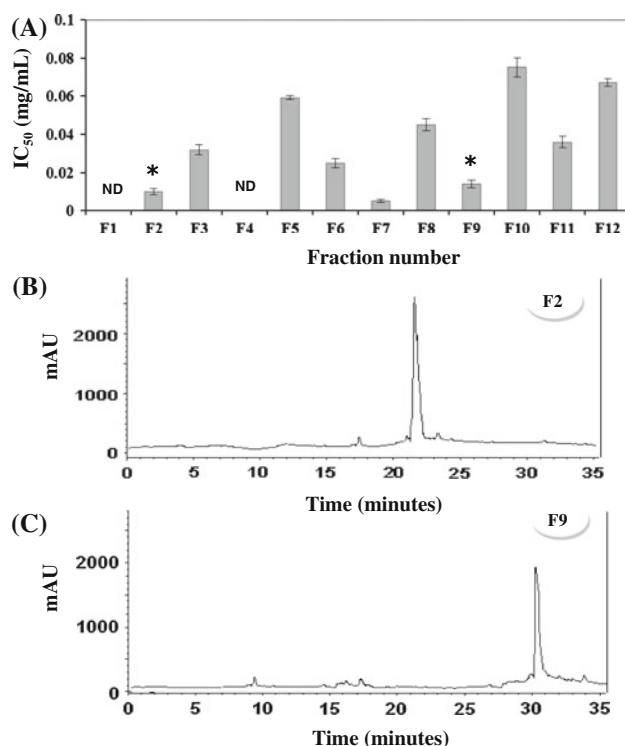 (A)
IC50 (mg/mL)
0.1
0.08
0.06
0.04
0.02
0
ND * ND *
F1 F2 F3 F4 F5 F6 F7 F8 F9 F10 F11 F12
Fraction number
(B)
F2
mAU
2000
1000
0
0 5 10 15 20 25 30 35
Time (minutes)
(C)
F9
mAU
2000
1000
0
0 5 10 15 20 25 30 35
Time (minutes)